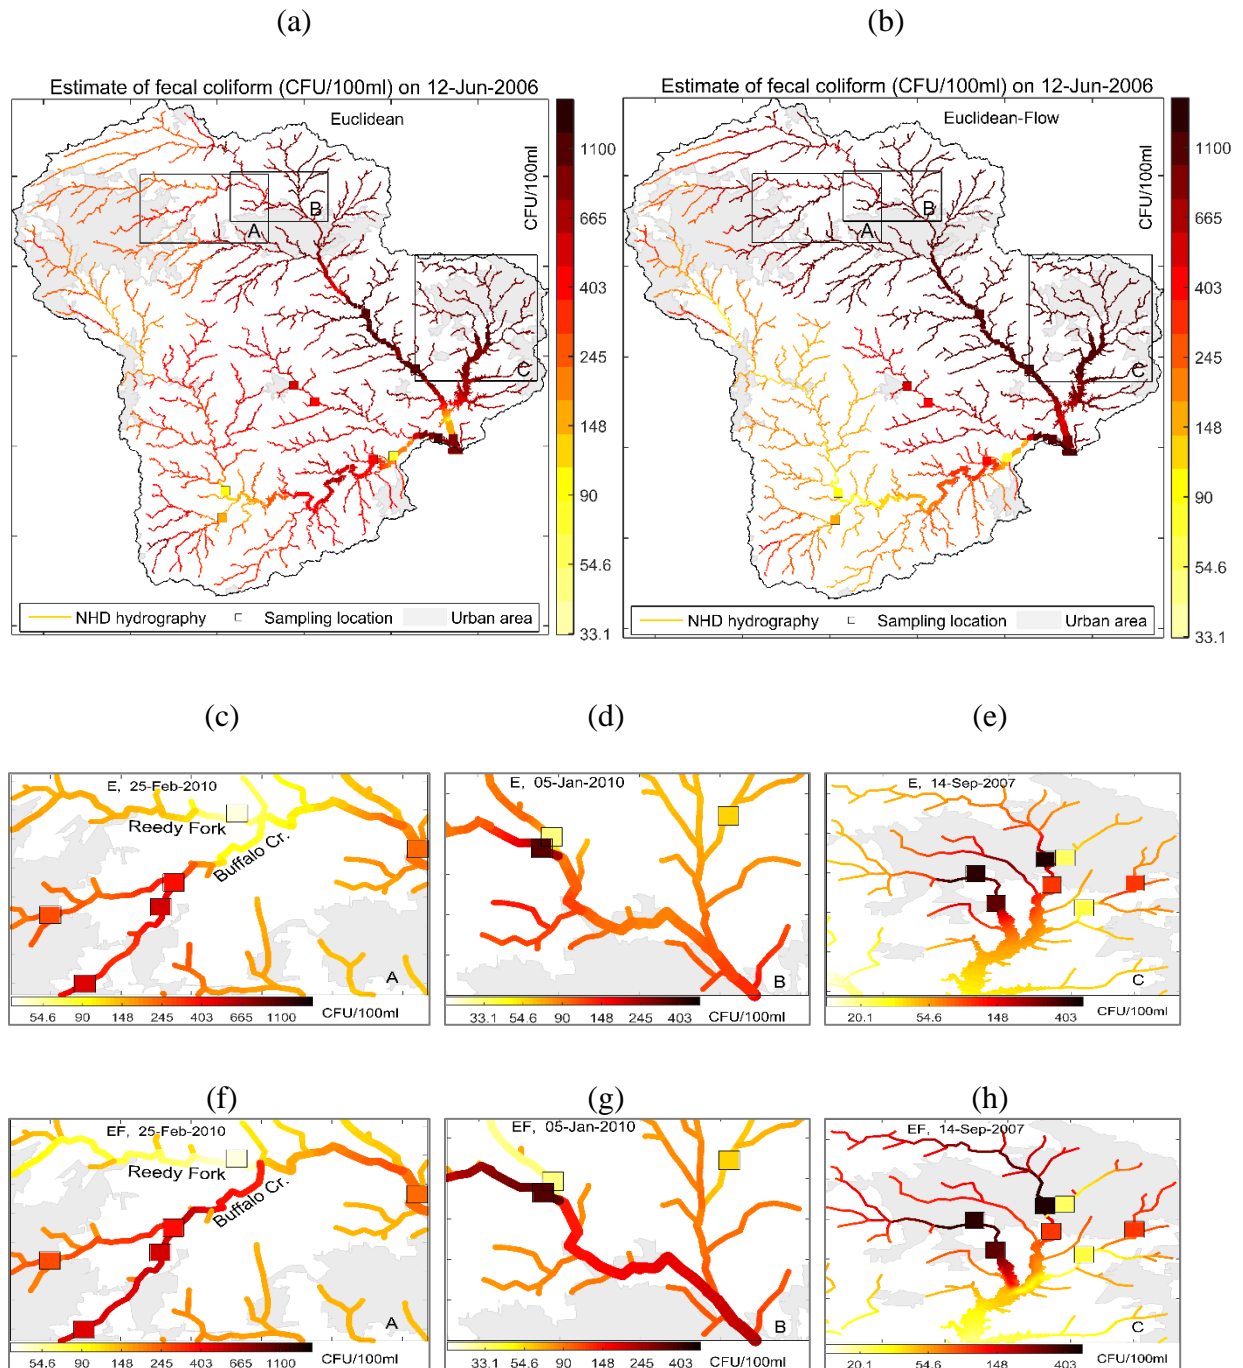 (a)
(b)
Estimate of fecal coliform (CFU/100ml) on 12-Jun-2006
Euclidean
A
B
C
NHD hydrography
Sampling location
Urban area
CFU/100ml
1100
665
403
245
148
90
54.6
33.1
Estimate of fecal coliform (CFU/100ml) on 12-Jun-2006
Euclidean-Flow
A
B
C
NHD hydrography
Sampling location
Urban area
CFU/100ml
1100
665
403
245
148
90
54.6
33.1
(c)
(d)
(e)
E, 25-Feb-2010
Reedy Fork
Buffalo Cr.
A
54.6 90 148 245 403 665 1100 CFU/100ml
E, 05-Jan-2010
B
33.1 54.6 90 148 245 403 CFU/100ml
E, 14-Sep-2007
C
20.1 54.6 148 403 CFU/100ml
(f)
(g)
(h)
EF, 25-Feb-2010
Reedy Fork
Buffalo Cr.
A
54.6 90 148 245 403 665 1100 CFU/100ml
EF, 05-Jan-2010
B
33.1 54.6 90 148 245 403 CFU/100ml
EF, 14-Sep-2007
C
20.1 54.6 148 403 CFU/100ml